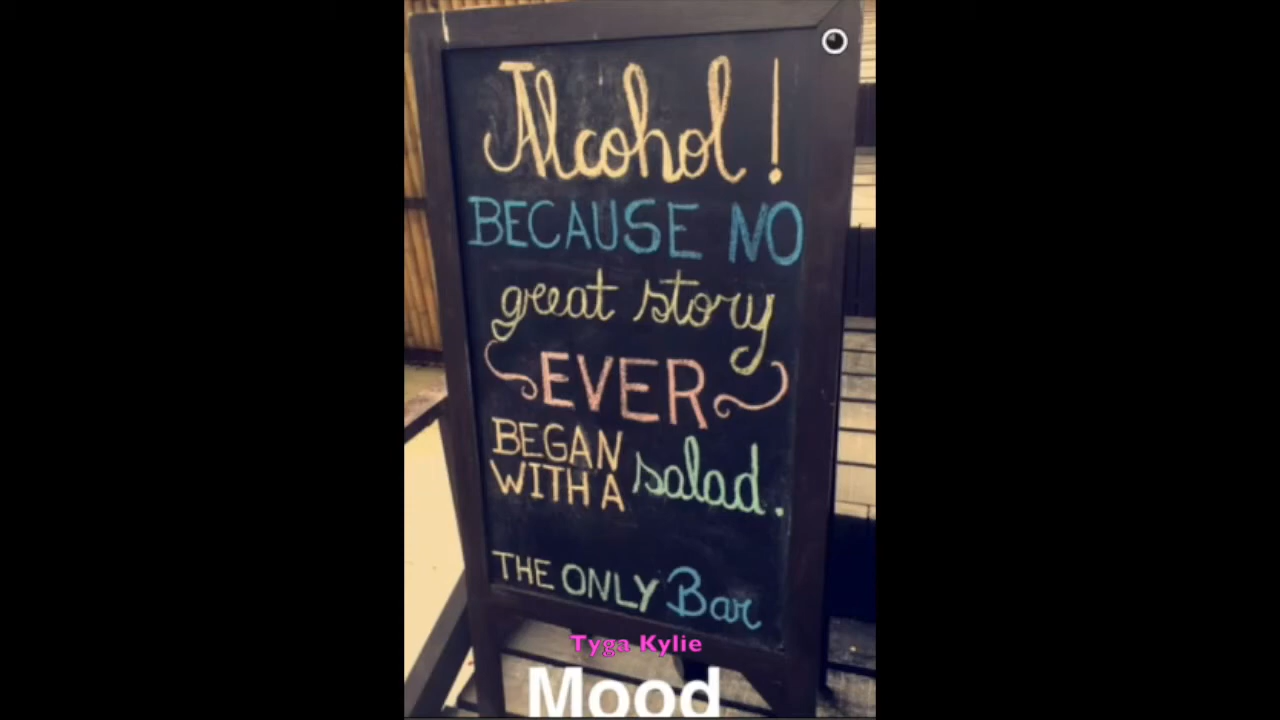 Alcohol!
BECAUSE NO
great story
EVER
BEGAN
WITH A salad.
THE ONLY Bar
Tyga Kylie
Mood